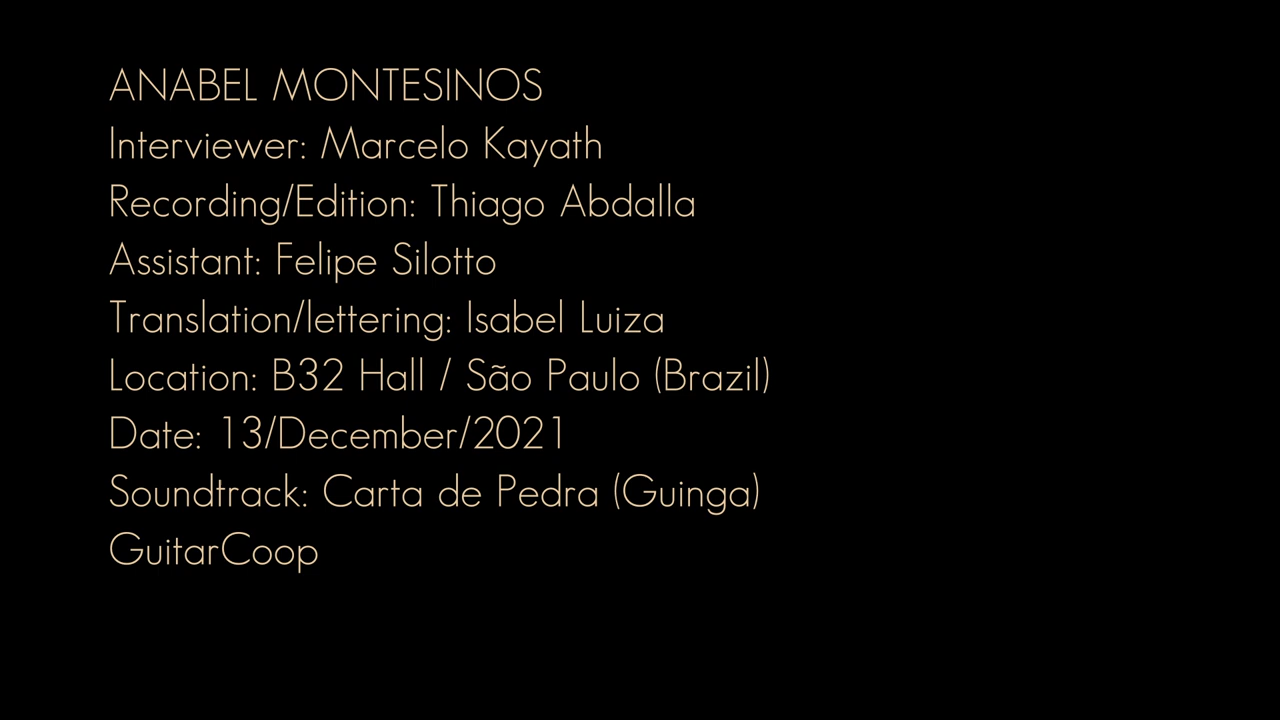 ANABEL MONTESINOS
Interviewer: Marcelo Kayath
Recording/Edition: Thiago Abdalla
Assistant: Felipe Silotto
Translation/lettering: Isabel Luiza
Location: B32 Hall / São Paulo (Brazil)
Date: 13/December/2021
Soundtrack: Carta de Pedra (Guinga)
GuitarCoop